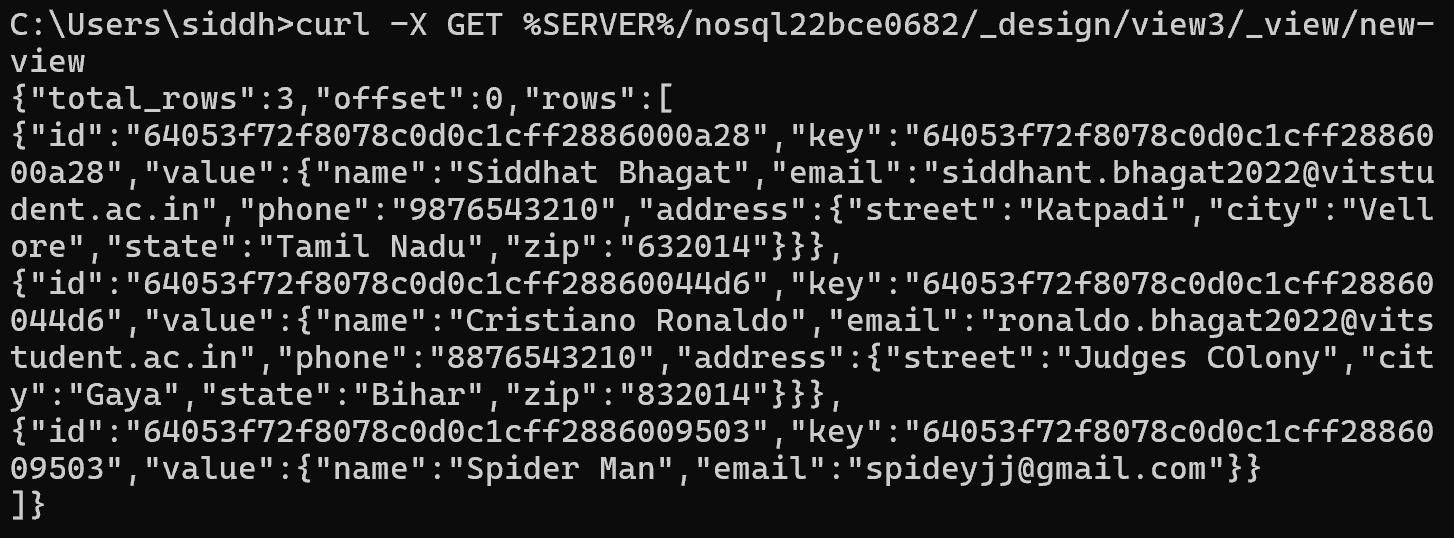 C:\Users\siddh>curl -X GET %SERVER%/nosql22bce0682/_design/view3/_view/new-
view
{"total_rows":3,"offset":0,"rows":[
{"id":"64053f72f8078c0d0c1cff2886000a28","key":"64053f72f8078c0d0c1cff28860
00a28","value":{"name":"Siddhat Bhagat","email":"siddhant.bhagat2022@vitstu
dent.ac.in","phone":"9876543210","address":{"street":"Katpadi","city":"Vell
ore","state":"Tamil Nadu","zip":"632014"}}},
{"id":"64053f72f8078c0d0c1cff28860044d6","key":"64053f72f8078c0d0c1cff28860
044d6","value":{"name":"Cristiano Ronaldo","email":"ronaldo.bhagat2022@vits
tudent.ac.in","phone":"8876543210","address":{"street":"Judges COlony","cit
y":"Gaya","state":"Bihar","zip":"832014"}}},
{"id":"64053f72f8078c0d0c1cff2886009503","key":"64053f72f8078c0d0c1cff28860
09503","value":{"name":"Spider Man","email":"spideyjj@gmail.com"}}
]}